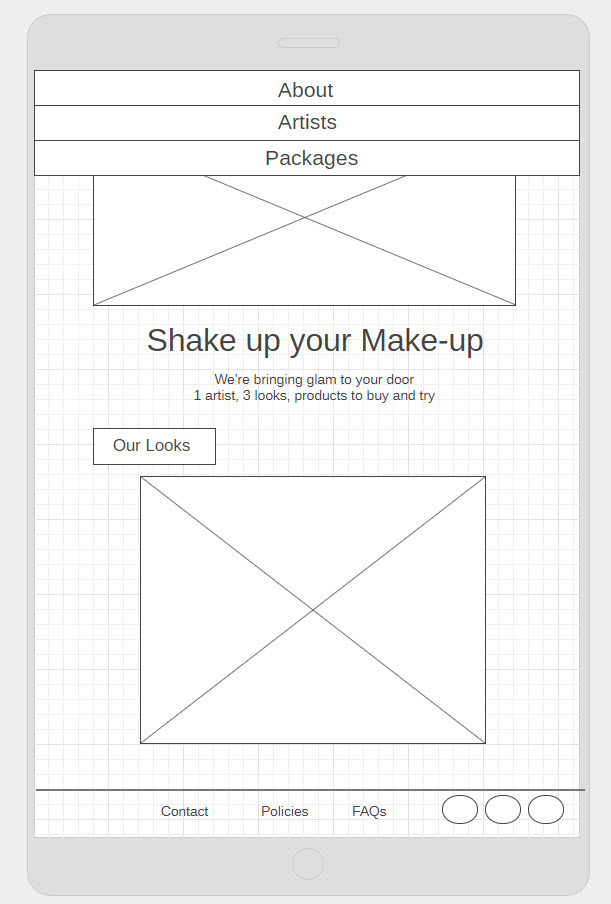 About
Artists
Packages
Shake up your Make-up
We're bringing glam to your door
1 artist, 3 looks, products to buy and try
Our Looks
Contact Policies FAQs